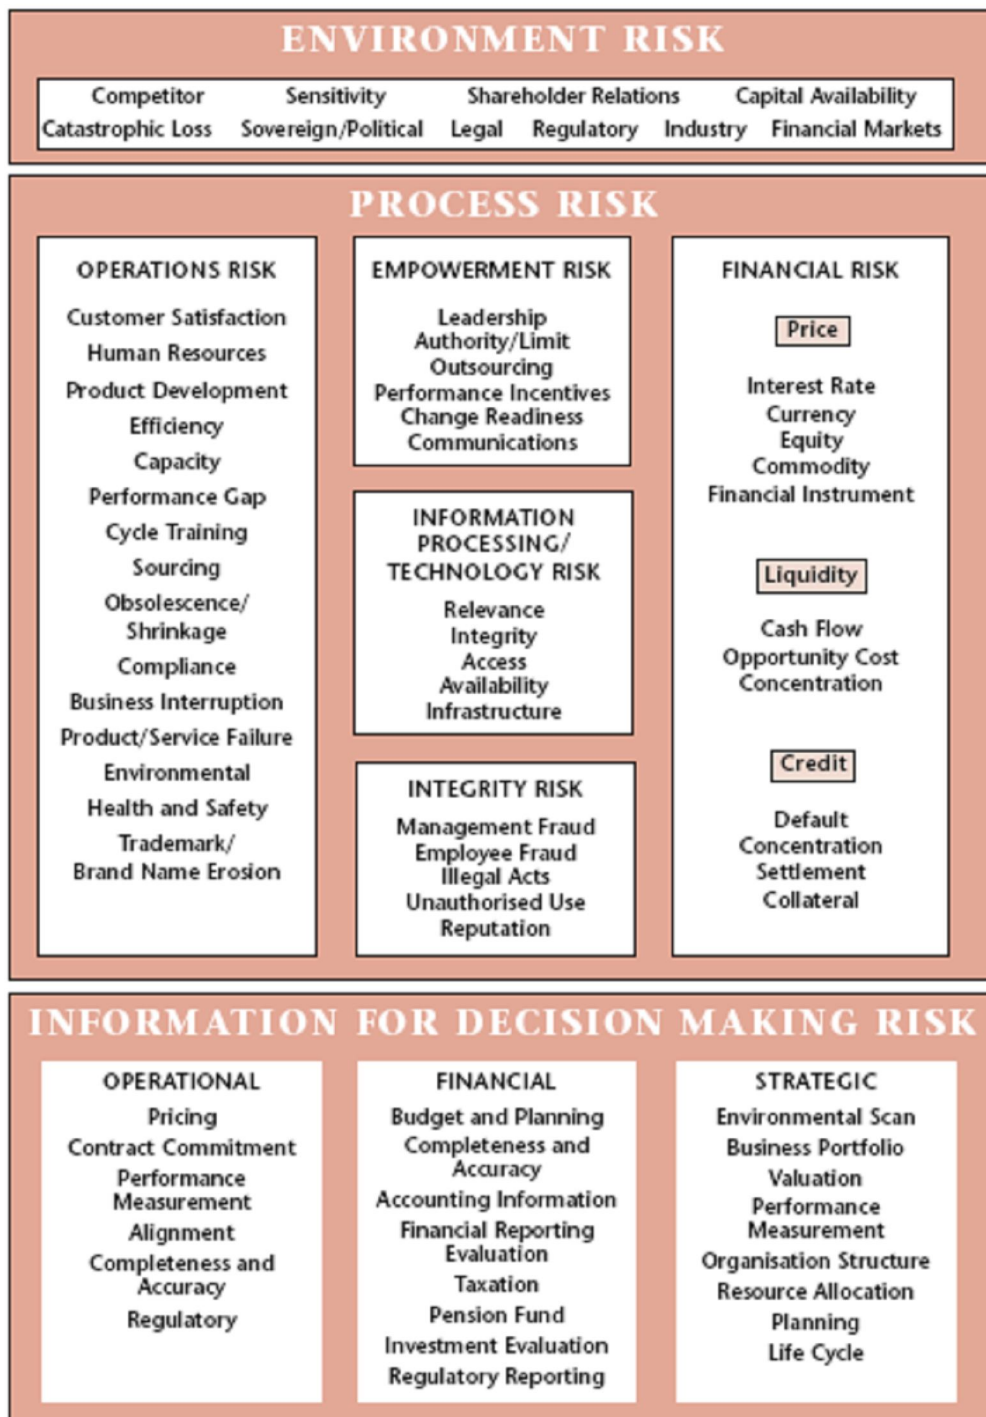 ENVIRONMENT RISK
Competitor Sensitivity Shareholder Relations Capital Availability
Catastrophic Loss Sovereign/Political Legal Regulatory Industry Financial Markets
PROCESS RISK
OPERATIONS RISK
Customer Satisfaction
Human Resources
Product Development
Efficiency
Capacity
Performance Gap
Cycle Training
Sourcing
Obsolescence/
Shrinkage
Compliance
Business Interruption
Product/Service Failure
Environmental
Health and Safety
Trademark/
Brand Name Erosion
EMPOWERMENT RISK
Leadership
Authority/Limit
Outsourcing
Performance Incentives
Change Readiness
Communications
INFORMATION
PROCESSING/
TECHNOLOGY RISK
Relevance
Integrity
Access
Availability
Infrastructure
INTEGRITY RISK
Management Fraud
Employee Fraud
Illegal Acts
Unauthorised Use
Reputation
FINANCIAL RISK
Price
Interest Rate
Currency
Equity
Commodity
Financial Instrument
Liquidity
Cash Flow
Opportunity Cost
Concentration
Credit
Default
Concentration
Settlement
Collateral
INFORMATION FOR DECISION MAKING RISK
OPERATIONAL
Pricing
Contract Commitment
Performance
Measurement
Alignment
Completeness and
Accuracy
Regulatory
FINANCIAL
Budget and Planning
Completeness and
Accuracy
Accounting Information
Financial Reporting
Evaluation
Taxation
Pension Fund
Investment Evaluation
Regulatory Reporting
STRATEGIC
Environmental Scan
Business Portfolio
Valuation
Performance
Measurement
Organisation Structure
Resource Allocation
Planning
Life Cycle